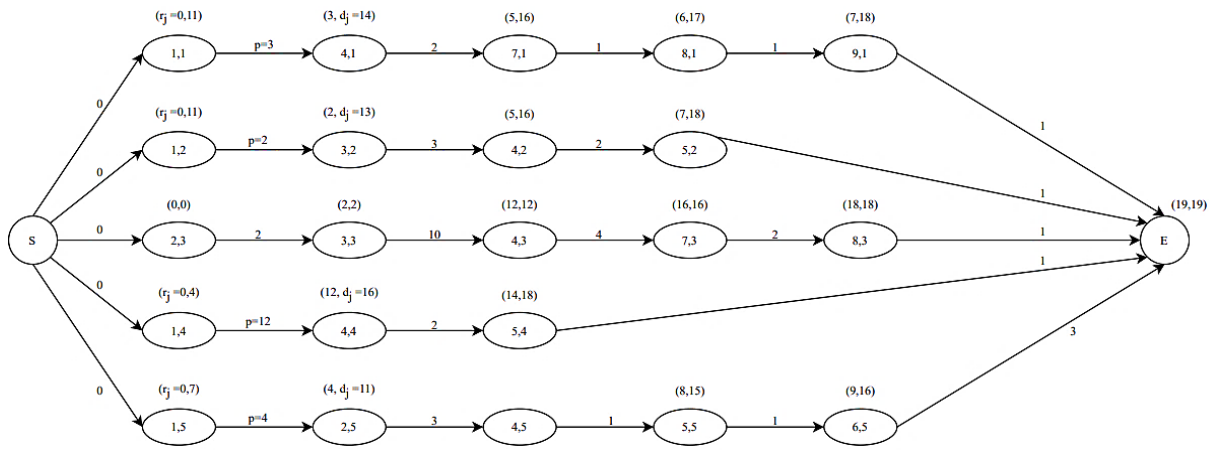 (rj =0,11) (3, dj =14) (5,16) (6,17) (7,18)
1,1 p=3 4,1 2 7,1 1 8,1 1 9,1
0 1
(rj =0,11) (2, dj =13) (5,16) (7,18)
1,2 p=2 3,2 3 4,2 2 5,2
0 1
(0,0) (2,2) (12,12) (16,16) (18,18) (19,19)
S 0 2,3 2 3,3 10 4,3 4 7,3 2 8,3 1 E
0 1
(rj =0,4) (12, dj =16) (14,18)
1,4 p=12 4,4 2 5,4
0 3
(rj =0,7) (4, dj =11) (8,15) (9,16)
1,5 p=4 2,5 3 4,5 1 5,5 1 6,5